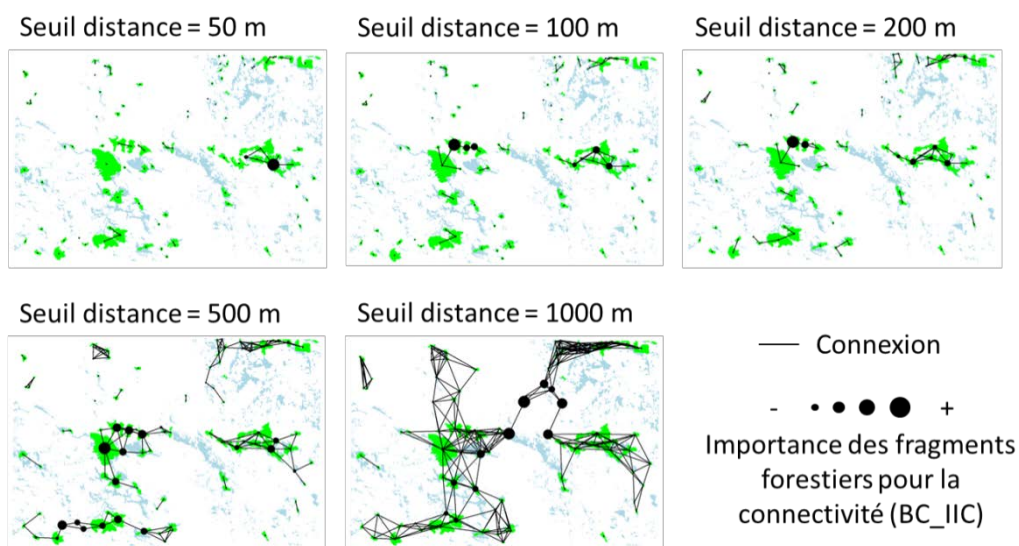 Seuil distance = 50 m
Seuil distance = 100 m
Seuil distance = 200 m
Seuil distance = 500 m
Seuil distance = 1000 m
Connexion
- +
Importance des fragments
forestiers pour la
connectivité (BC_IIC)